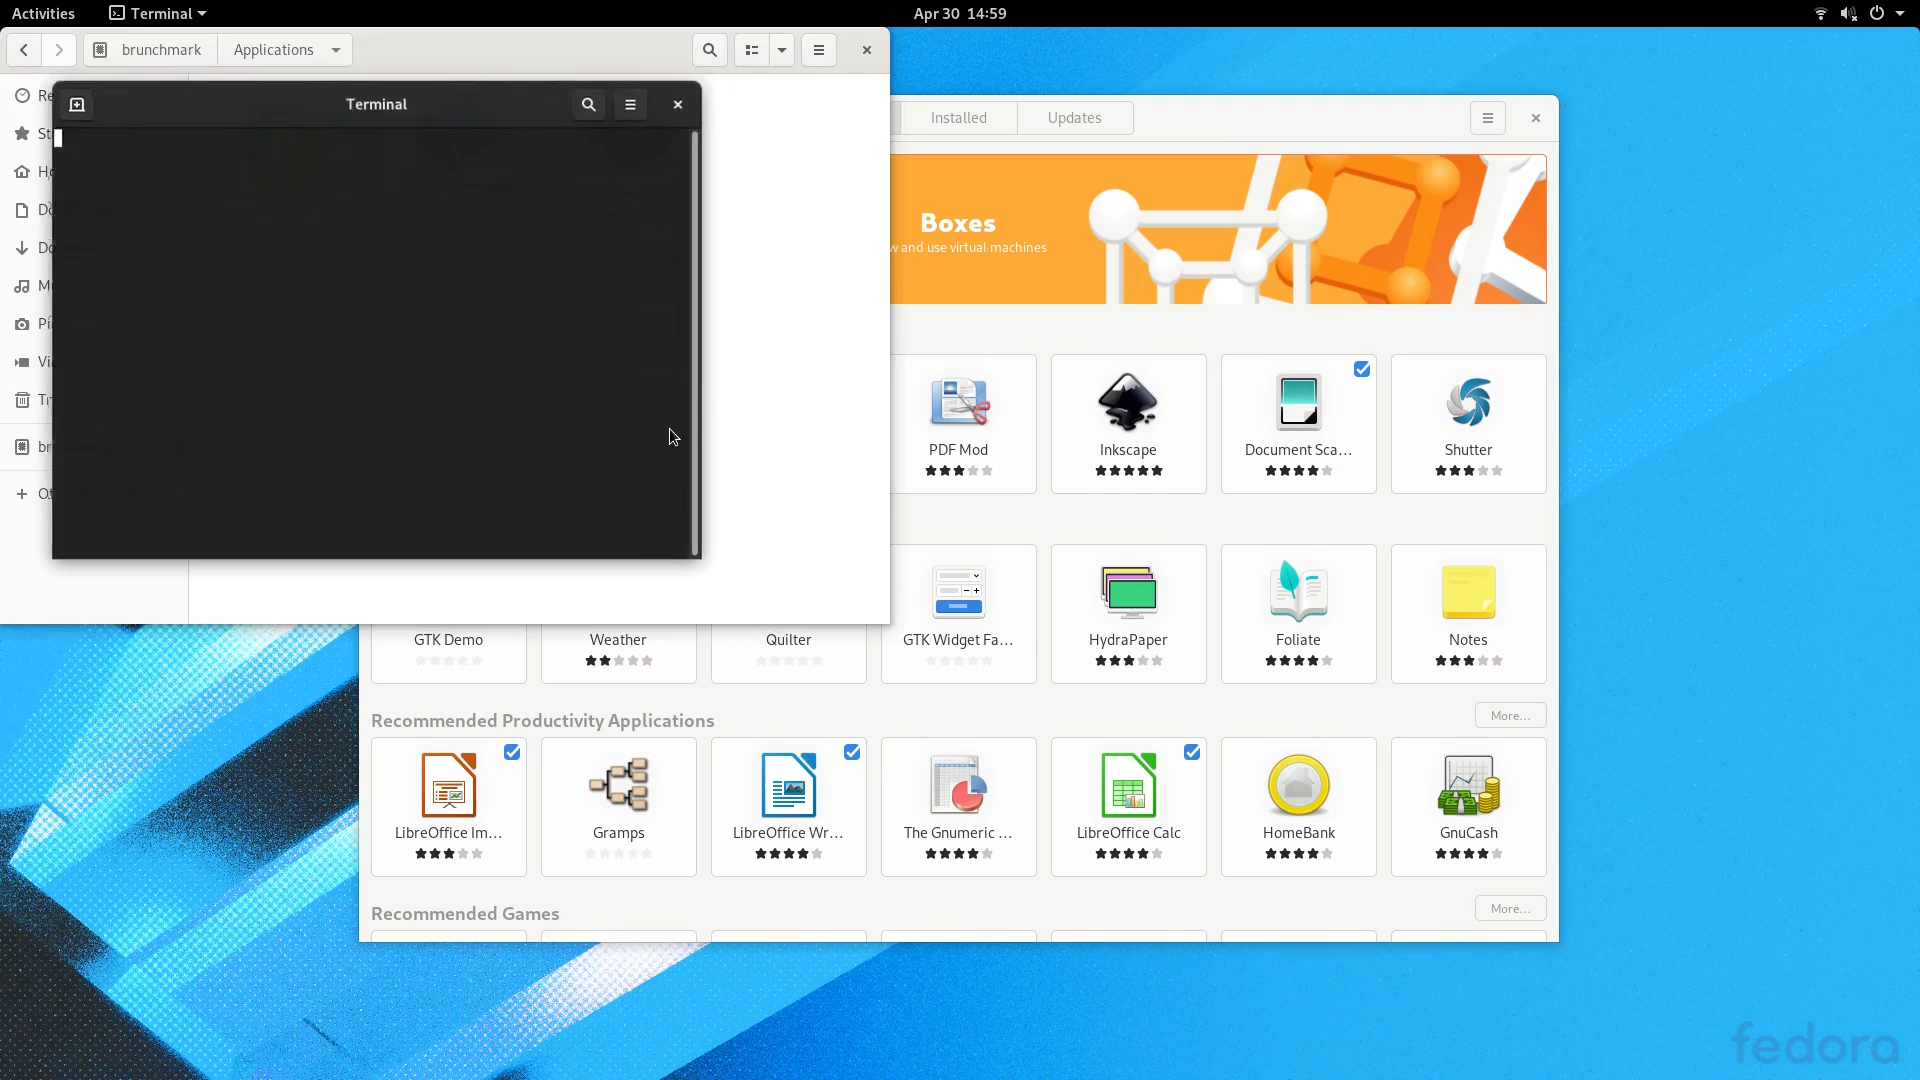 Activities
Terminal
Apr 30 14:59
brunchmark
Applications
Terminal
Installed
Updates
Boxes
w and use virtual machines
PDF Mod
Inkscape
Document Sca...
Shutter
GTK Demo
Weather
Quilter
GTK Widget Fa...
HydraPaper
Foliate
Notes
Recommended Productivity Applications
More...
LibreOffice Im...
Gramps
LibreOffice Wr...
The Gnumeric ...
LibreOffice Calc
HomeBank
GnuCash
Recommended Games
More...
fedora